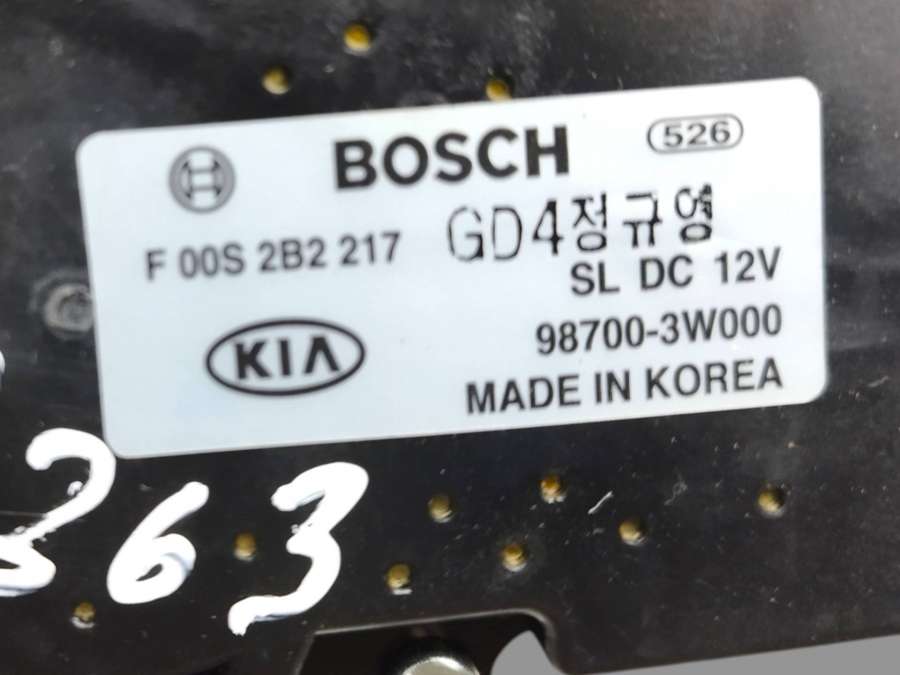 BOSCH
526
F 00S 2B2 217
GD4정규영
SL DC 12V
KIA
98700-3W000
MADE IN KOREA
263